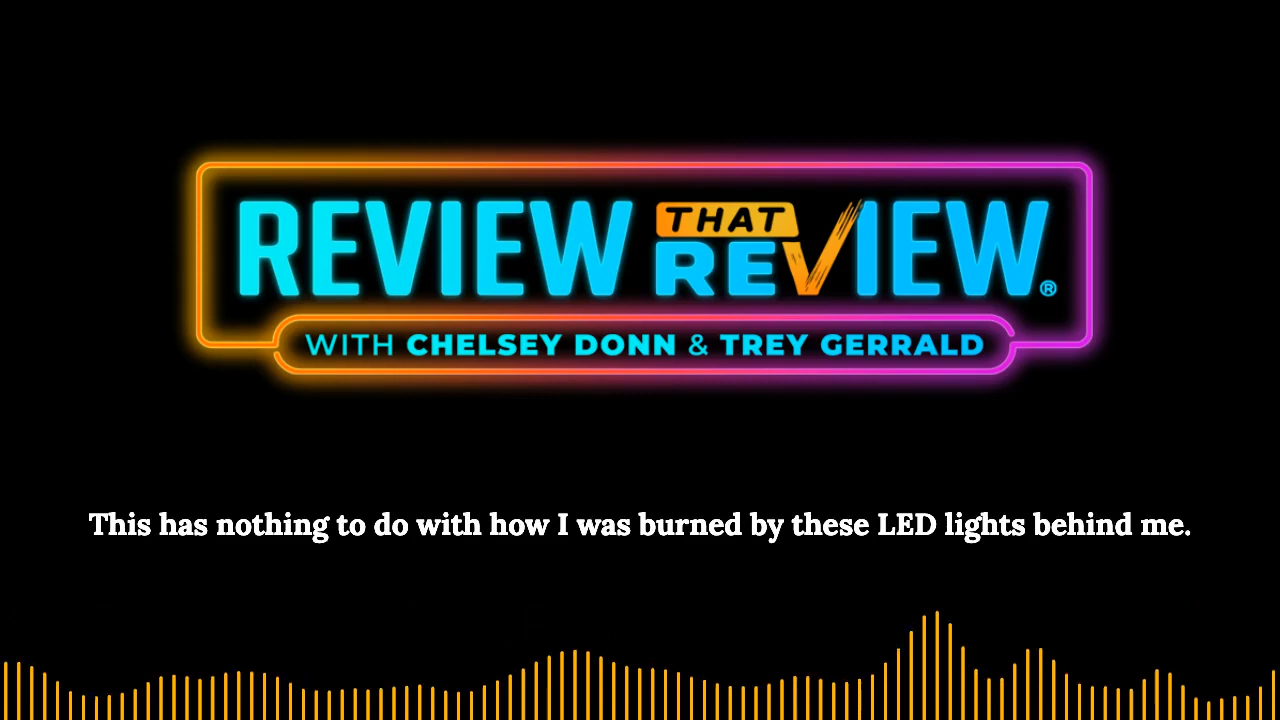 REVIEW THAT REVIEW®
WITH CHELSEY DONN & TREY GERRALD
This has nothing to do with how I was burned by these LED lights behind me.